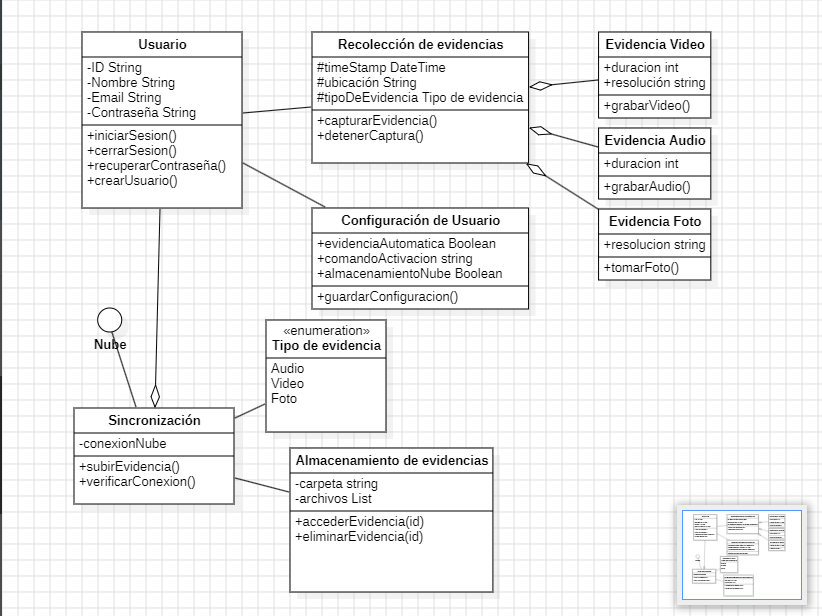 Usuario
-ID String
-Nombre String
-Email String
-Contraseña String
+iniciarSesion()
+cerrarSesion()
+recuperarContraseña()
+crearUsuario()
Recolección de evidencias
#timeStamp DateTime
#ubicación String
#tipoDeEvidencia Tipo de evidencia
+capturarEvidencia()
+detenerCaptura()
Evidencia Video
+duracion int
+resolución string
+grabarVideo()
Evidencia Audio
+duracion int
+grabarAudio()
Evidencia Foto
+resolucion string
+tomarFoto()
Configuración de Usuario
+evidenciaAutomatica Boolean
+comandoActivacion string
+almacenamientoNube Boolean
+guardarConfiguracion()
Nube
«enumeration»
Tipo de evidencia
Audio
Video
Foto
Sincronización
-conexionNube
+subirEvidencia()
+verificarConexion()
Almacenamiento de evidencias
-carpeta string
-archivos List
+accederEvidencia(id)
+eliminarEvidencia(id)